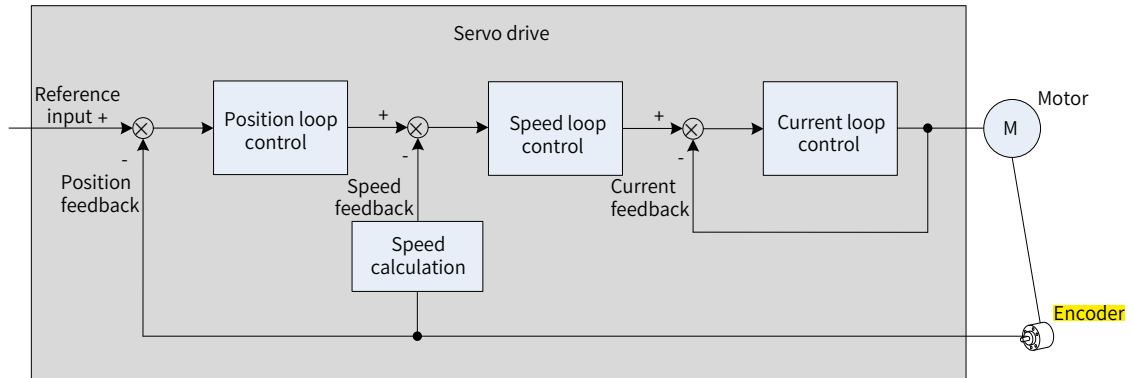 Servo drive
Reference
input +
Position loop
control
+
Speed loop
control
+
Current loop
control
Motor
M
-
Position
feedback
-
Speed
feedback
-
Current
feedback
Speed
calculation
Encoder